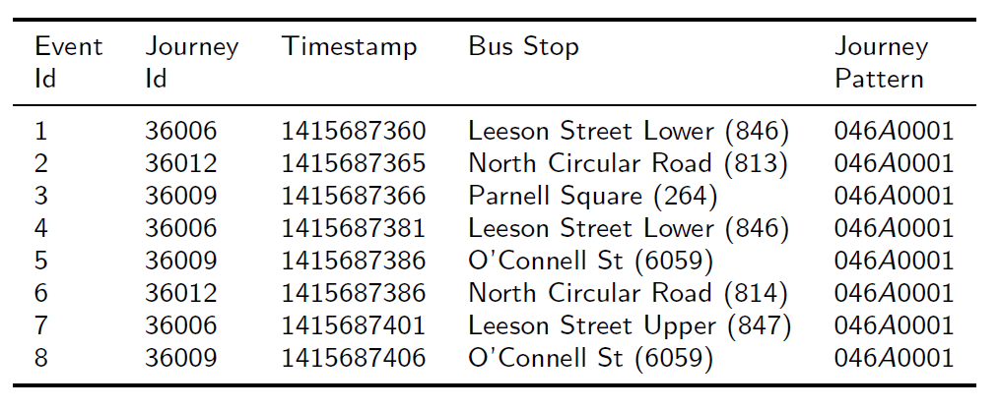 Event Journey Timestamp Bus Stop Journey
Id Id Pattern
1 36006 1415687360 Leeson Street Lower (846) 046A0001
2 36012 1415687365 North Circular Road (813) 046A0001
3 36009 1415687366 Parnell Square (264) 046A0001
4 36006 1415687381 Leeson Street Lower (846) 046A0001
5 36009 1415687386 O'Connell St (6059) 046A0001
6 36012 1415687386 North Circular Road (814) 046A0001
7 36006 1415687401 Leeson Street Upper (847) 046A0001
8 36009 1415687406 O'Connell St (6059) 046A0001